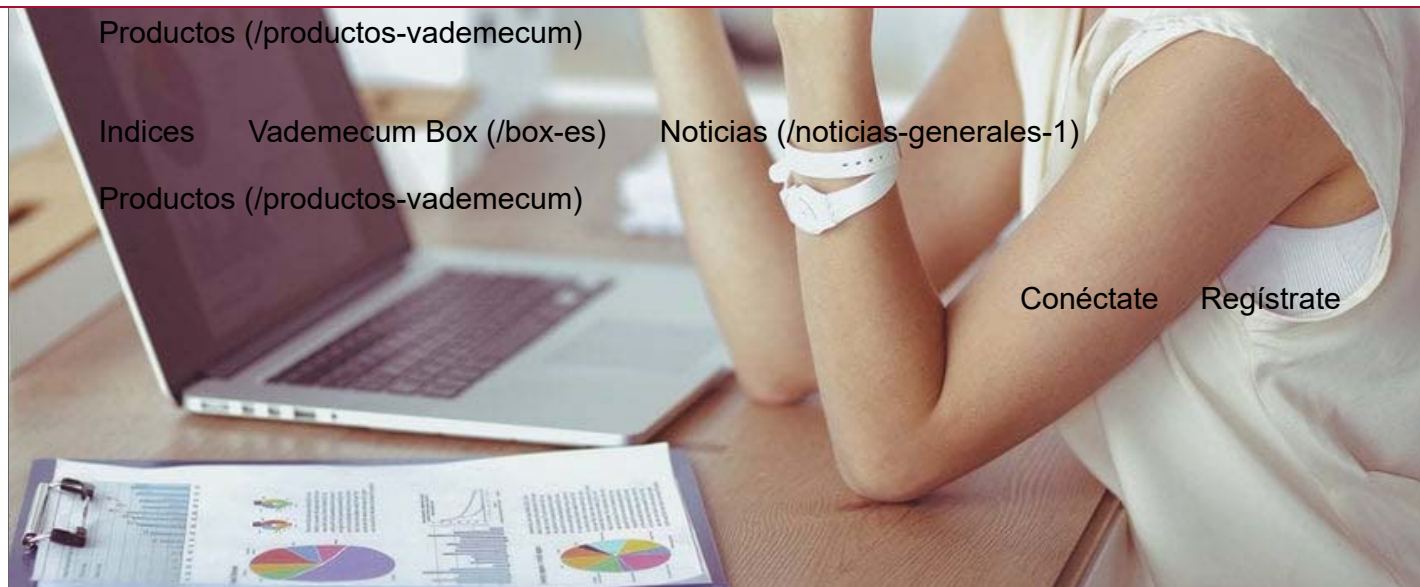 Productos (/productos-vademecum)
Indices Vademecum Box (/box-es) Noticias (/noticias-generales-1)
Productos (/productos-vademecum)
Conéctate Regístrate